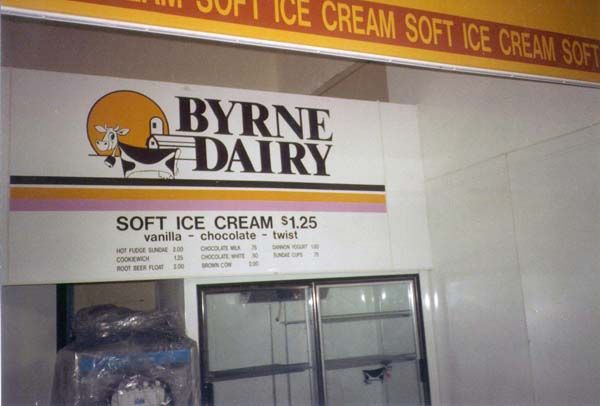 SOFT ICE CREAM SOFT ICE CREAM SOFT
BYRNE
DAIRY
SOFT ICE CREAM $1.25
vanilla - chocolate - twist
HOT FUDGE SUNDAE 2.00 CHOCOLATE MILK .75 DANNON YOGURT
COOKIEWICH 1.25 CHOCOLATE, WHITE .50 SUNDAE CUPS .75
ROOT BEER FLOAT 2.00 BROWN COW 2.00